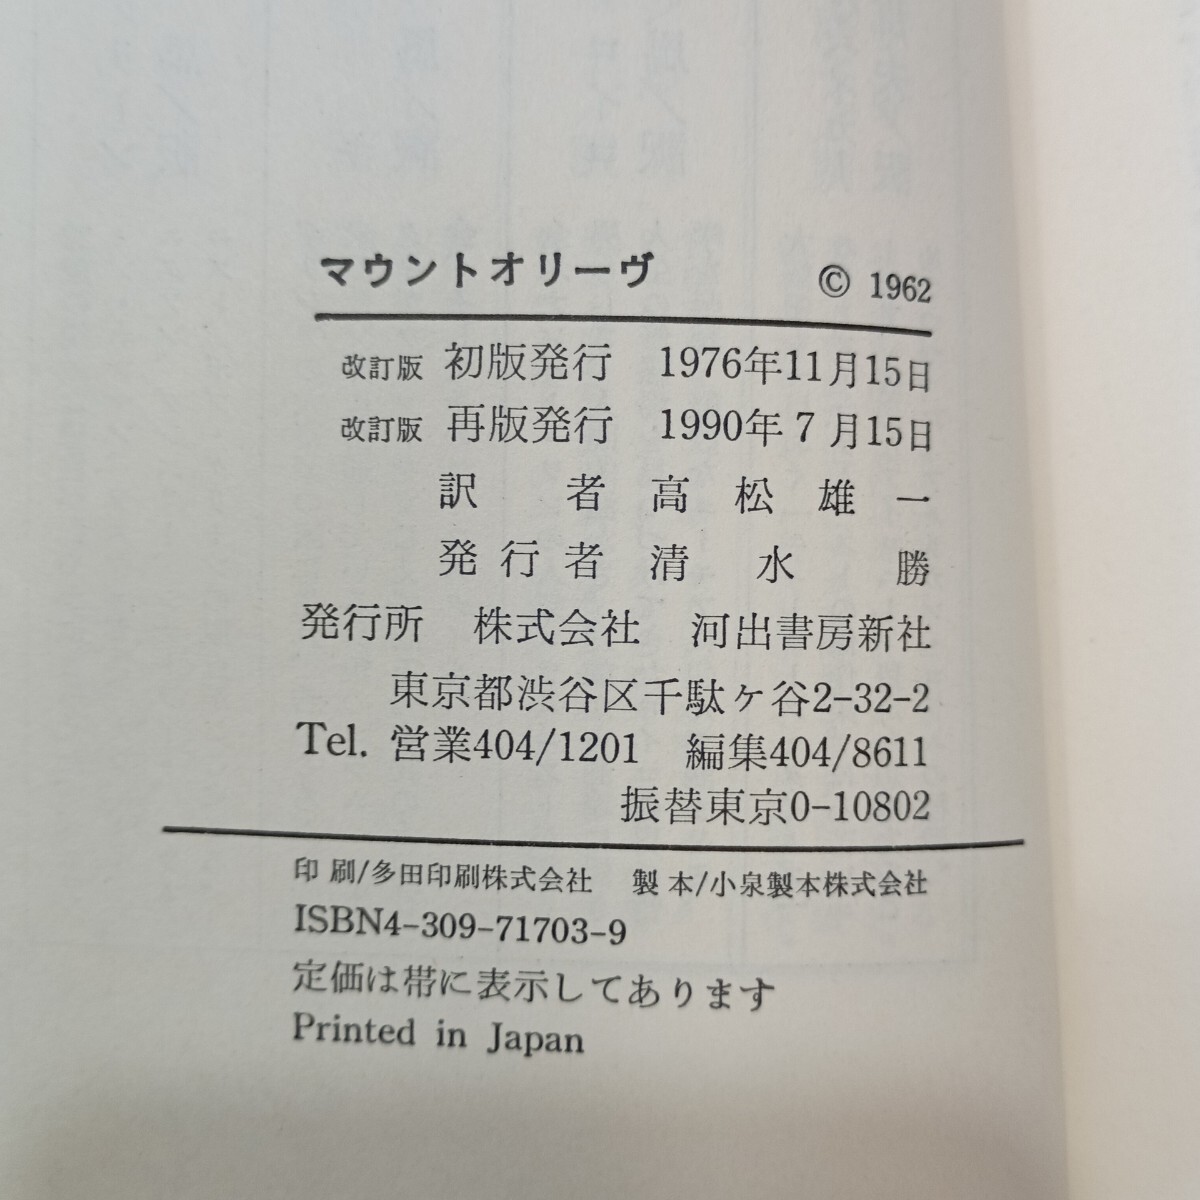 マウントオリーヴ © 1962
改訂版 初版発行 1976年11月15日
改訂版 再版発行 1990年7月15日
訳者 高松雄一
発行者 清水勝
発行所 株式会社 河出書房新社
東京都渋谷区千駄ケ谷2-32-2
Tel. 営業404/1201 編集404/8611
振替東京0-10802
印刷/多田印刷株式会社 製本/小泉製本株式会社
ISBN4-309-71703-9
定価は帯に表示してあります
Printed in Japan